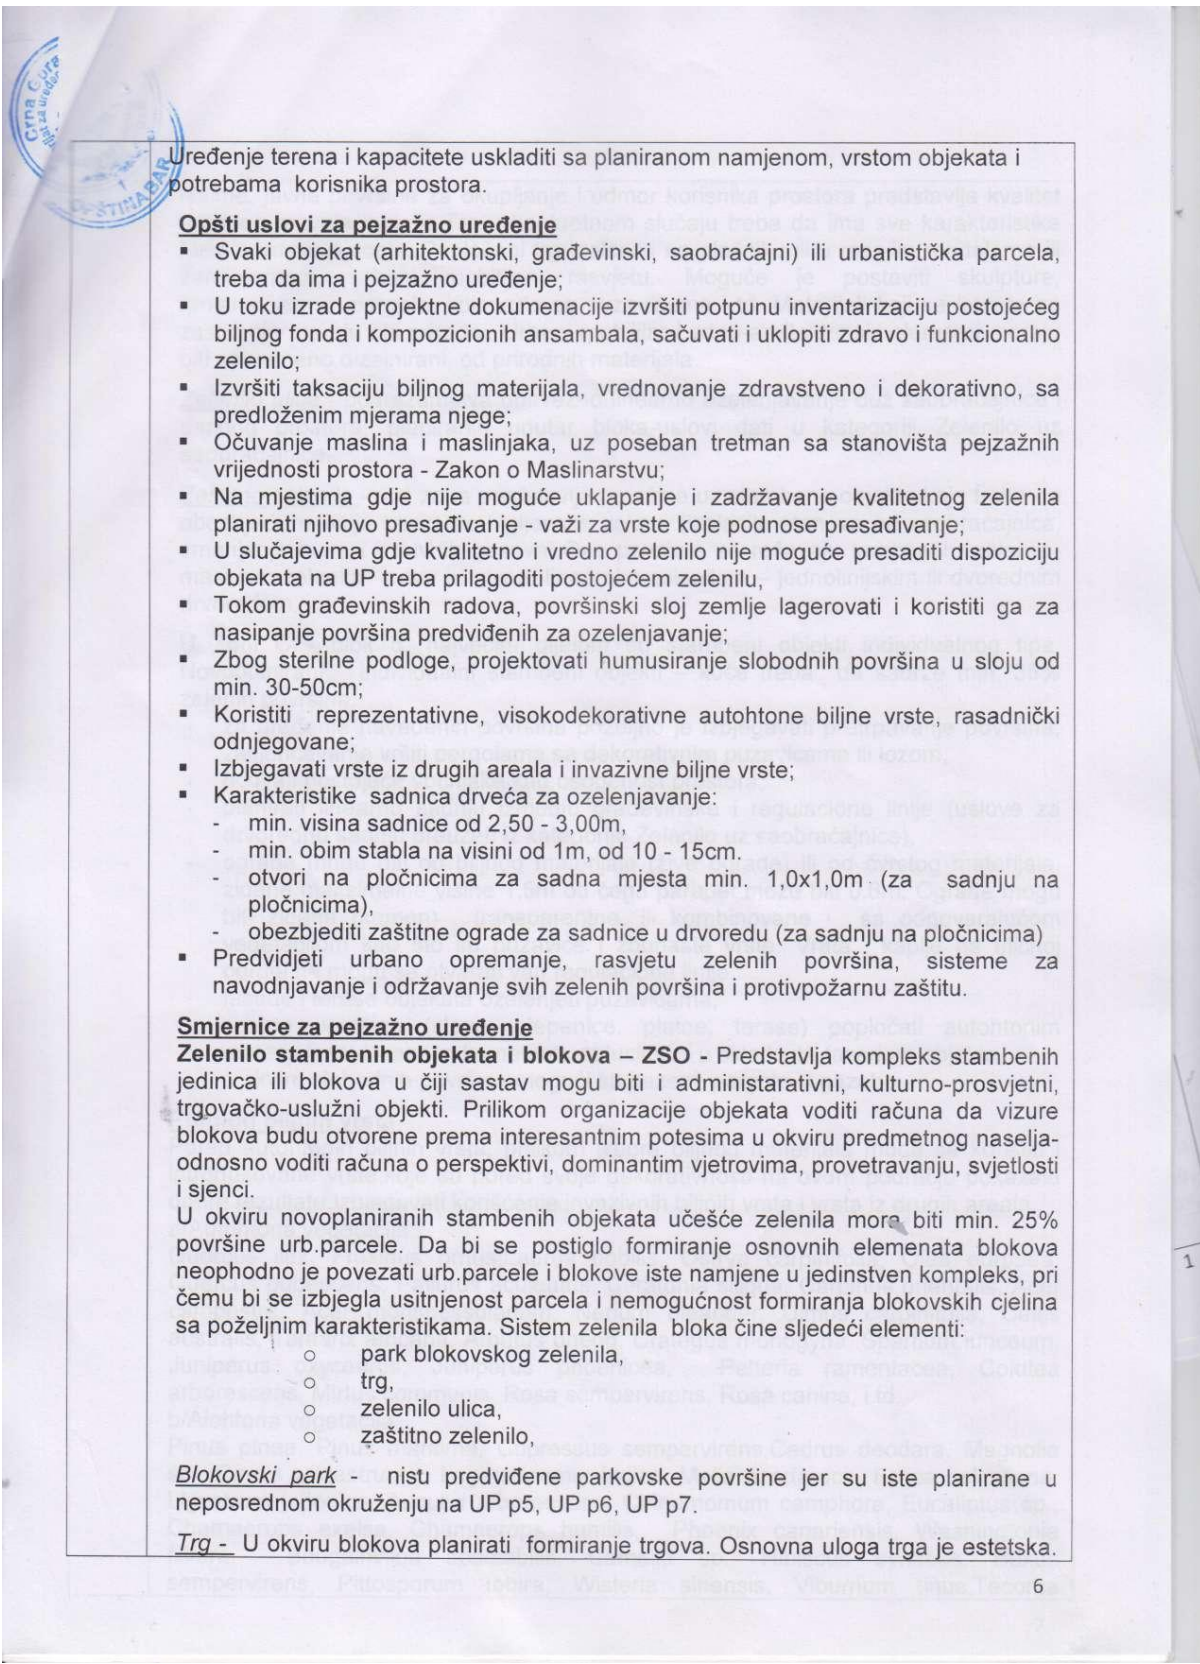 Crna Gora
OPŠTINA BAR
Uređenje terena i kapacitete uskladiti sa planiranom namjenom, vrstom objekata i
potrebama korisnika prostora.
Opšti uslovi za pejzažno uređenje
▪ Svaki objekat (arhitektonski, građevinski, saobraćajni) ili urbanistička parcela,
treba da ima i pejzažno uređenje;
▪ U toku izrade projektne dokumenacije izvršiti potpunu inventarizaciju postojećeg
biljnog fonda i kompozicionih ansambala, sačuvati i uklopiti zdravo i funkcionalno
zelenilo;
▪ Izvršiti taksaciju biljnog materijala, vrednovanje zdravstveno i dekorativno, sa
predloženim mjerama njege;
▪ Očuvanje maslina i maslinjaka, uz poseban tretman sa stanovišta pejzažnih
vrijednosti prostora - Zakon o Maslinarstvu;
▪ Na mjestima gdje nije moguće uklapanje i zadržavanje kvalitetnog zelenila
planirati njihovo presađivanje - važi za vrste koje podnose presađivanje;
▪ U slučajevima gdje kvalitetno i vredno zelenilo nije moguće presaditi dispoziciju
objekata na UP treba prilagoditi postojećem zelenilu,
▪ Tokom građevinskih radova, površinski sloj zemlje lagerovati i koristiti ga za
nasipanje površina predviđenih za ozelenjavanje;
▪ Zbog sterilne podloge, projektovati humusiranje slobodnih površina u sloju od
min. 30-50cm;
▪ Koristiti reprezentativne, visokodekorativne autohtone biljne vrste, rasadnički
odnjegovane;
▪ Izbjegavati vrste iz drugih areala i invazivne biljne vrste;
▪ Karakteristike sadnica drveća za ozelenjavanje:
- min. visina sadnice od 2,50 - 3,00m,
- min. obim stabla na visini od 1m, od 10 - 15cm.
- otvori na pločnicima za sadna mjesta min. 1,0x1,0m (za sadnju na
pločnicima),
- obezbjediti zaštitne ograde za sadnice u drvoredu (za sadnju na pločnicima)
▪ Predvidjeti urbano opremanje, rasvjetu zelenih površina, sisteme za
navodnjavanje i održavanje svih zelenih površina i protivpožarnu zaštitu.
Smjernice za pejzažno uređenje
Zelenilo stambenih objekata i blokova – ZSO - Predstavlja kompleks stambenih
jedinica ili blokova u čiji sastav mogu biti i administarativni, kulturno-prosvjetni,
trgovačko-uslužni objekti. Prilikom organizacije objekata voditi računa da vizure
blokova budu otvorene prema interesantnim potesima u okviru predmetnog naselja-
odnosno voditi računa o perspektivi, dominantnim vjetrovima, provetravanju, svjetlosti
i sjenci.
U okviru novoplaniranih stambenih objekata učešće zelenila mora biti min. 25%
površine urb.parcele. Da bi se postiglo formiranje osnovnih elemenata blokova
neophodno je povezati urb.parcele i blokove iste namjene u jedinstven kompleks, pri
čemu bi se izbjegla usitnjenost parcela i nemogućnost formiranja blokovskih cjelina
sa poželjnim karakteristikama. Sistem zelenila bloka čine sljedeći elementi:
o park blokovskog zelenila,
o trg,
o zelenilo ulica,
o zaštitno zelenilo,
Blokovski park - nistu predviđene parkovske površine jer su iste planirane u
neposrednom okruženju na UP p5, UP p6, UP p7.
Trg - U okviru blokova planirati formiranje trgova. Osnovna uloga trga je estetska.
6
1